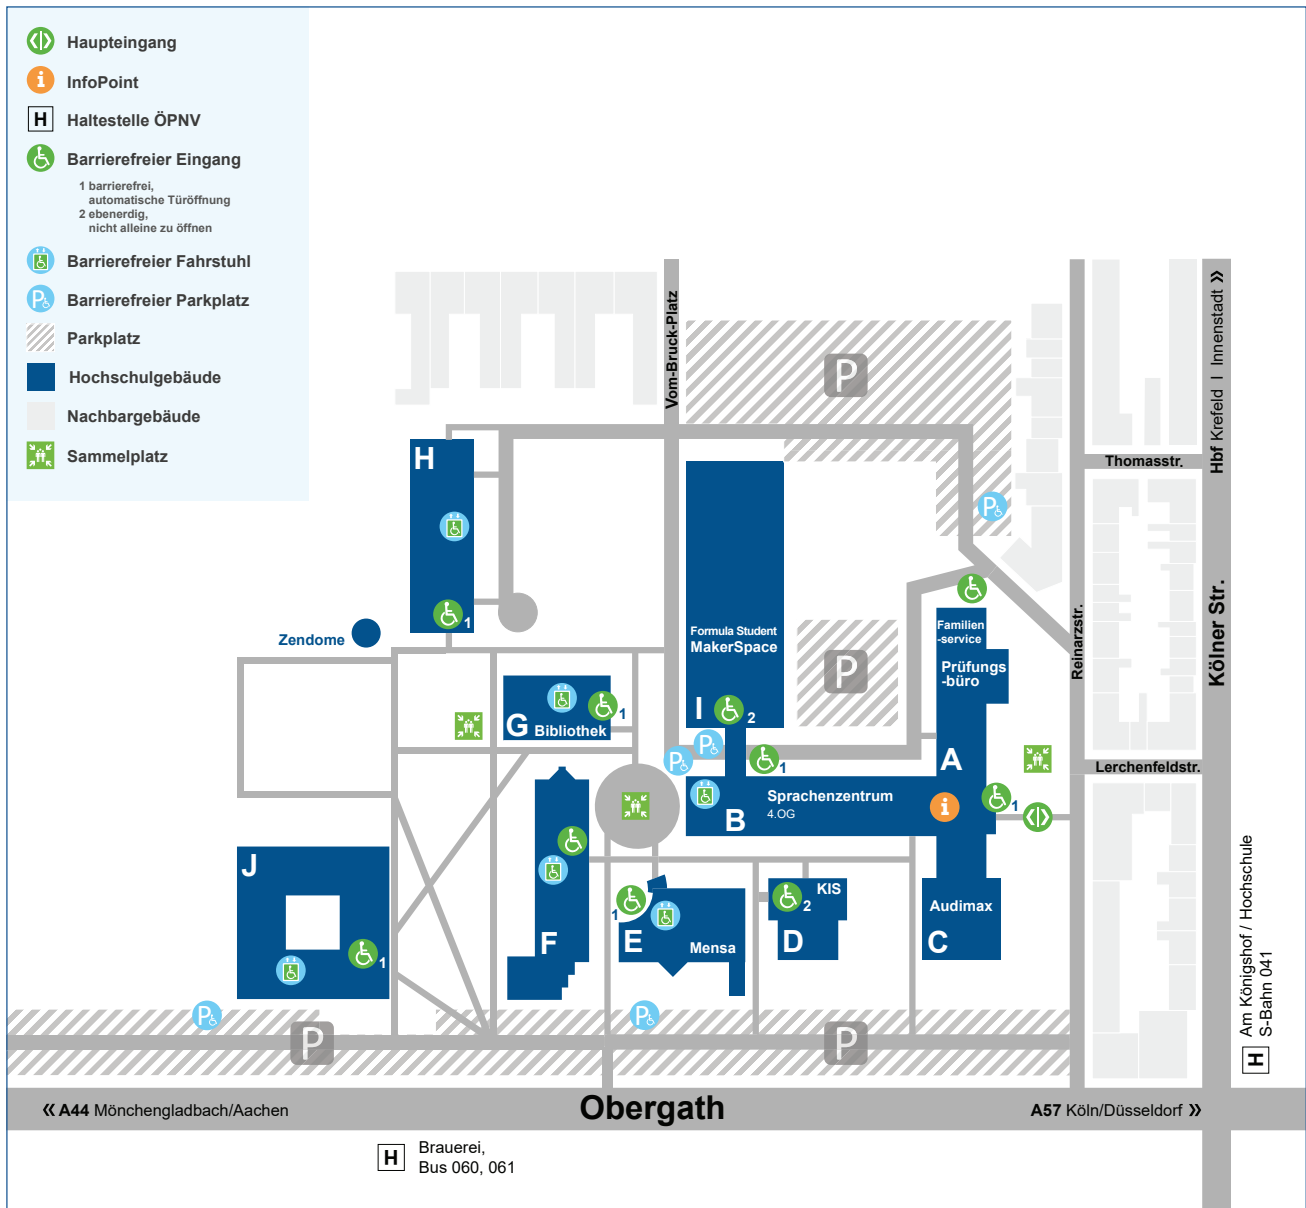 Haupteingang
i
InfoPoint
H
Haltestelle ÖPNV
Barrierefreier Eingang
1 barrierefrei,
automatische Türöffnung
2 ebenerdig,
nicht alleine zu öffnen
Barrierefreier Fahrstuhl
P
Barrierefreier Parkplatz
Parkplatz
Hochschulgebäude
Nachbargebäude
Sammelplatz
Vom-Bruck-Platz
P
Hbf Krefeld I Innenstadt »
Thomasstr.
H
P
1
Zendome
Formula Student
MakerSpace
P
Familien
-service
Prüfungs
-büro
Reinarzstr.
Kölner Str.
I
2
G
Bibliothek
1
P
P
1
A
Lerchenfeldstr.
B
Sprachenzentrum
4.OG
i
1
J
1
F
1
E
Mensa
KIS
2
D
Audimax
C
P
P
P
P
Am Königshof / Hochschule
S-Bahn 041
H
« A44 Mönchengladbach/Aachen
Obergath
A57 Köln/Düsseldorf »
H
Brauerei,
Bus 060, 061